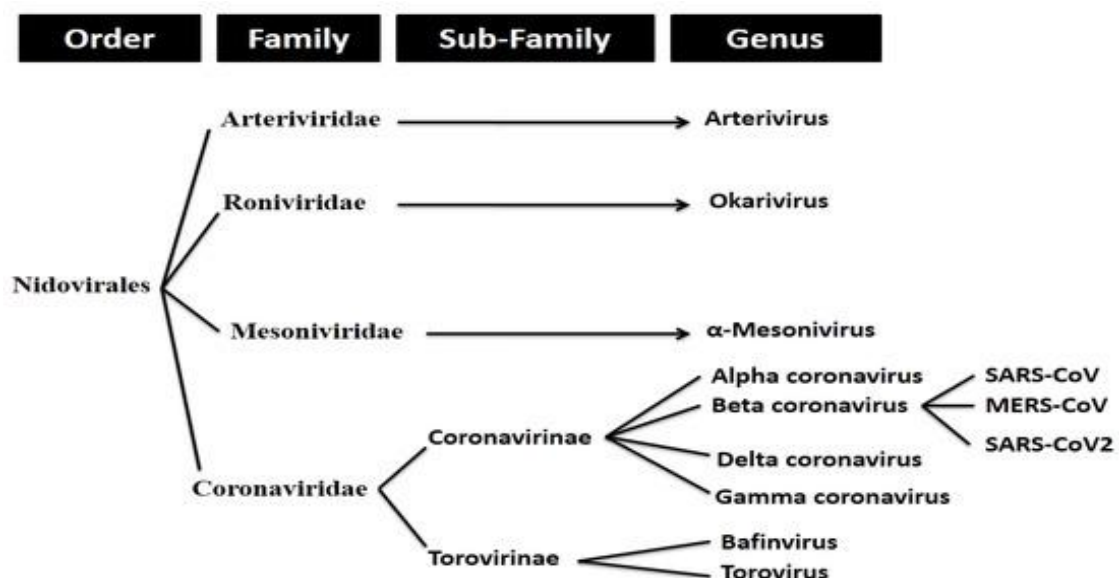 Order Family Sub-Family Genus
Arteriviridae Arterivirus
Roniviridae Okarivirus
Nidovirales
Mesoniviridae α-Mesonivirus
Alpha coronavirus SARS-CoV
Beta coronavirus MERS-CoV
Coronavirinae SARS-CoV2
Delta coronavirus
Coronaviridae Gamma coronavirus
Bafinvirus
Torovirinae Torovirus